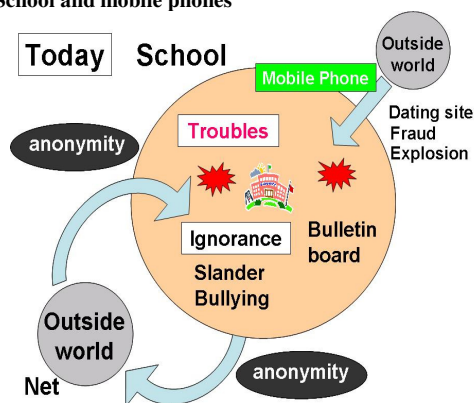 School and mobile phones
Today
School
Outside
world
Mobile Phone
Dating site
Fraud
Explosion
anonymity
Troubles
Ignorance
Slander
Bullying
Bulletin
board
Outside
world
Net
anonymity